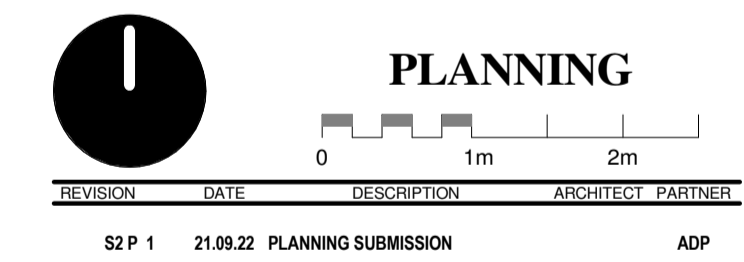 PLANNING
0 1m 2m
REVISION DATE DESCRIPTION ARCHITECT PARTNER
S2 P 1 21.09.22 PLANNING SUBMISSION ADP